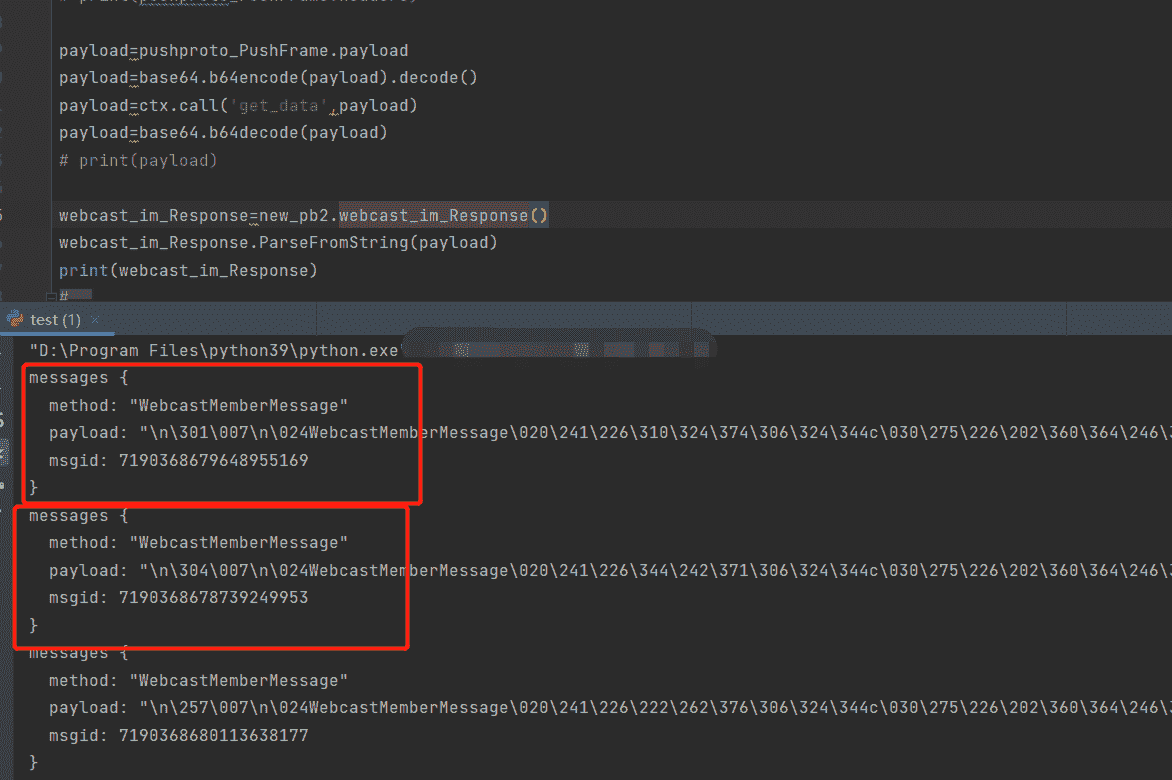 payload=pushproto_PushFrame.payload
payload=base64.b64encode(payload).decode()
payload=ctx.call('get_data',payload)
payload=base64.b64decode(payload)
# print(payload)
webcast_im_Response=new_pb2.webcast_im_Response()
webcast_im_Response.ParseFromString(payload)
print(webcast_im_Response)
#
test (1)
"D:\Program Files\python39\python.exe"
messages {
method: "WebcastMemberMessage"
payload: "\n\301\007\n\024WebcastMemberMessage\020\241\226\310\324\374\306\324\344c\030\275\226\202\360\364\246\
msgid: 7190368679648955169
}
messages {
method: "WebcastMemberMessage"
payload: "\n\304\007\n\024WebcastMemberMessage\020\241\226\344\242\371\306\324\344c\030\275\226\202\360\364\246\
msgid: 7190368678739249953
}
messages {
method: "WebcastMemberMessage"
payload: "\n\257\007\n\024WebcastMemberMessage\020\241\226\222\262\376\306\324\344c\030\275\226\202\360\364\246\
msgid: 7190368680113638177
}